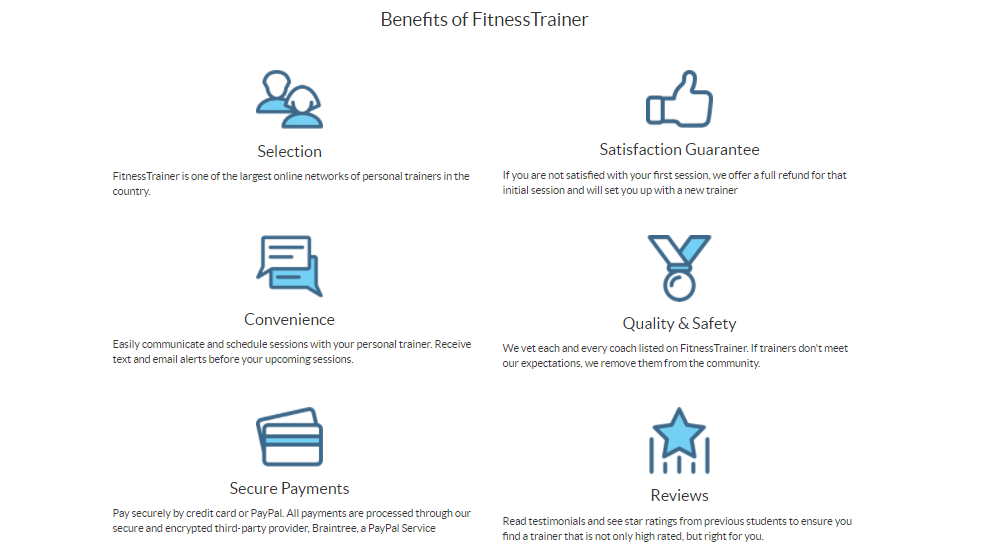 Benefits of FitnessTrainer
Selection
FitnessTrainer is one of the largest online networks of personal trainers in the
country.
Satisfaction Guarantee
If you are not satisfied with your first session, we offer a full refund for that
initial session and will set you up with a new trainer
Convenience
Easily communicate and schedule sessions with your personal trainer. Receive
text and email alerts before your upcoming sessions.
Quality & Safety
We vet each and every coach listed on FitnessTrainer. If trainers don't meet
our expectations, we remove them from the community.
Secure Payments
Pay securely by credit card or PayPal. All payments are processed through our
secure and encrypted third-party provider, Braintree, a PayPal Service
Reviews
Read testimonials and see star ratings from previous students to ensure you
find a trainer that is not only high rated, but right for you.